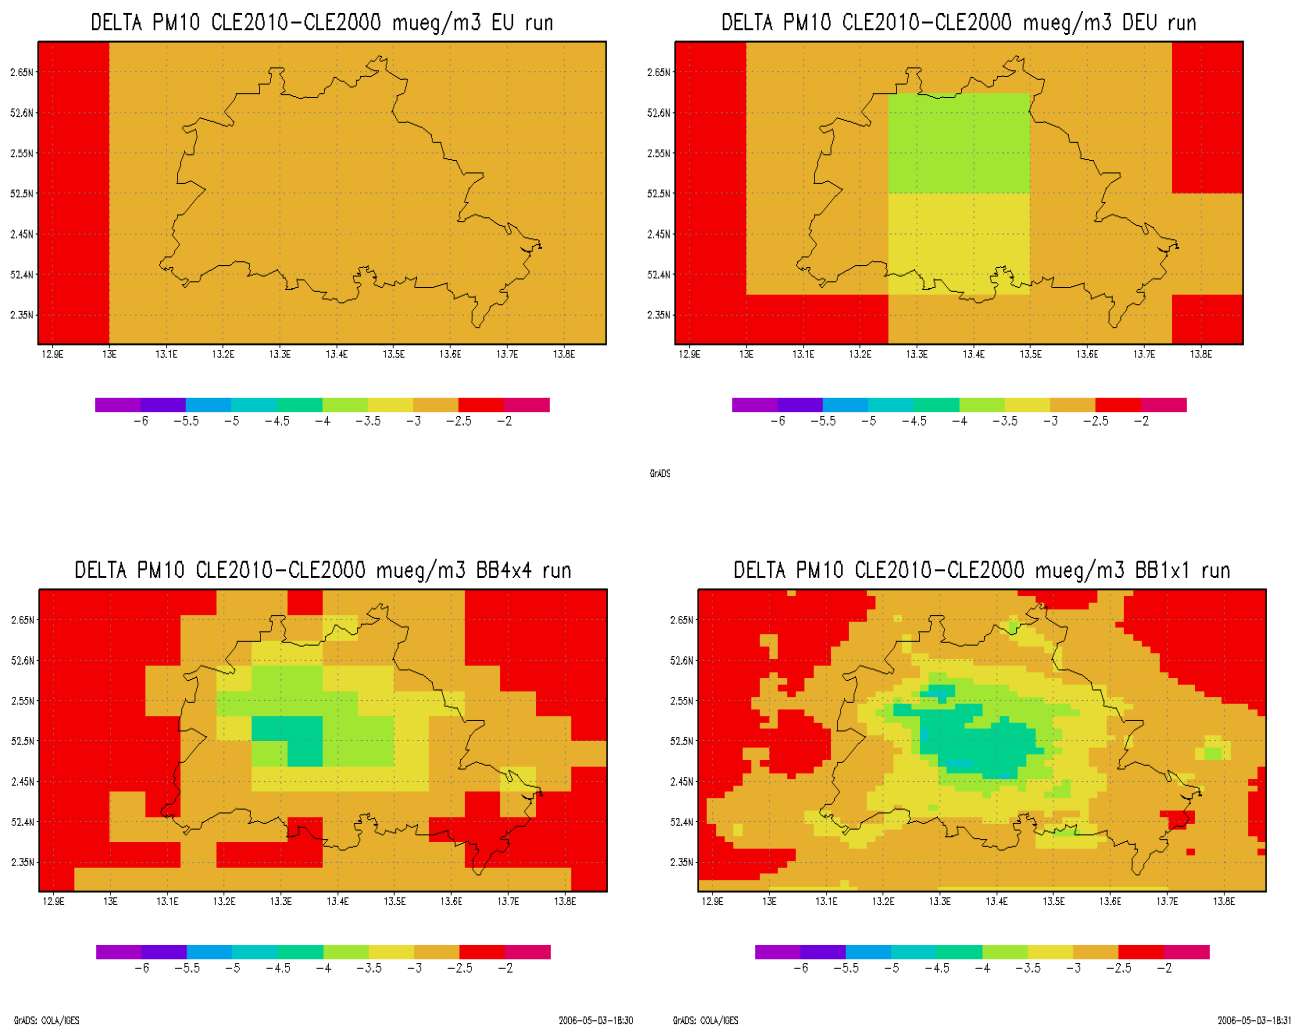 DELTA PM10 CLE2010-CLE2000 mueg/m3 EU run
2.65N
52.6N
2.55N
52.5N
2.45N
52.4N
2.35N
12.9E 13E 13.1E 13.2E 13.3E 13.4E 13.5E 13.6E 13.7E 13.8E
-6 -5.5 -5 -4.5 -4 -3.5 -3 -2.5 -2
DELTA PM10 CLE2010-CLE2000 mueg/m3 DEU run
2.65N
52.6N
2.55N
52.5N
2.45N
52.4N
2.35N
12.9E 13E 13.1E 13.2E 13.3E 13.4E 13.5E 13.6E 13.7E 13.8E
-6 -5.5 -5 -4.5 -4 -3.5 -3 -2.5 -2
GrADS
DELTA PM10 CLE2010-CLE2000 mueg/m3 BB4x4 run
2.65N
52.6N
2.55N
52.5N
2.45N
52.4N
2.35N
12.9E 13E 13.1E 13.2E 13.3E 13.4E 13.5E 13.6E 13.7E 13.8E
-6 -5.5 -5 -4.5 -4 -3.5 -3 -2.5 -2
GrADS: COLA/IGES 2006-05-03-18:30
DELTA PM10 CLE2010-CLE2000 mueg/m3 BB1x1 run
2.65N
52.6N
2.55N
52.5N
2.45N
52.4N
2.35N
12.9E 13E 13.1E 13.2E 13.3E 13.4E 13.5E 13.6E 13.7E 13.8E
-6 -5.5 -5 -4.5 -4 -3.5 -3 -2.5 -2
GrADS: COLA/IGES 2006-05-03-18:31